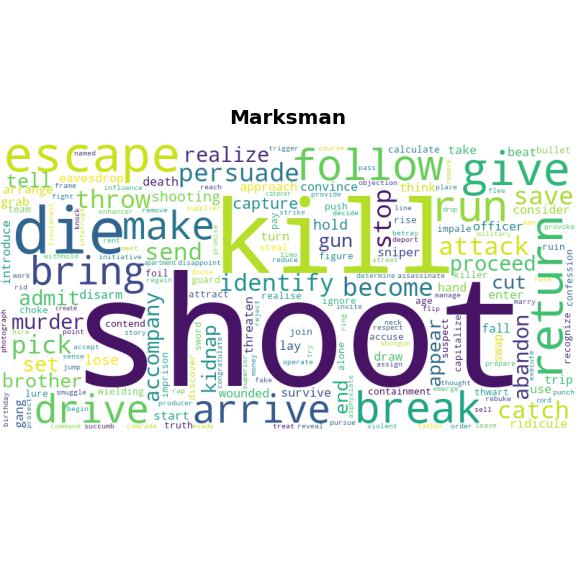 Marksman
escape
named
realize
trigger
course
calculate
take
beat
bullet
tell
eavesdrop
persuade
follow
give
arrange
frame
influence
death
reach
approach
convince
objection
pass
think
place
flee
save
grab
fight
throw
shooting
capture
provide
consider
team
enhancer
remove
supplier
strike
push
decide
line
run
drop
military
provoke
introduce
die
make
kill
pay
hold
rise
stop
impale
officer
knock
promise
turn
gun
betray
deport
attack
ruin
rent
send
steal
figure
sniper
withhold
initiative
apartment
disappoint
limo
reduce
street
proceed
confession
bring
foil
regain
guard
identify
determine
assassinate
killer
work
rid
admit
disarm
attract
realise
ignore
become
hand
cut
enter
return
photograph
choke
create
murder
contend
accompany
shoot
threaten
reject
age
flip
manage
marry
pick
accept
sense
imprison
sword
kidnap
join
lay
ring
neck
respect
accuse
shotgun
appear
suspect
capitalize
fall
swap
abandon
set
jump
lose
discover
superior
money
operate
try
alone
draw
assign
thought
prepare
trip
brother
lure
smuggle
wielding
rap
fake
wounded
survive
end
asphyxiate
containment
emerge
thwart
use
punch
birthday
gang
protect
begin
drive
producer
start
arrive
break
rebuke
cord
sell
catch
command
succumb
comrade
truth
evade
treat
reveal
pursue
violent
father
order
leave
ridicule